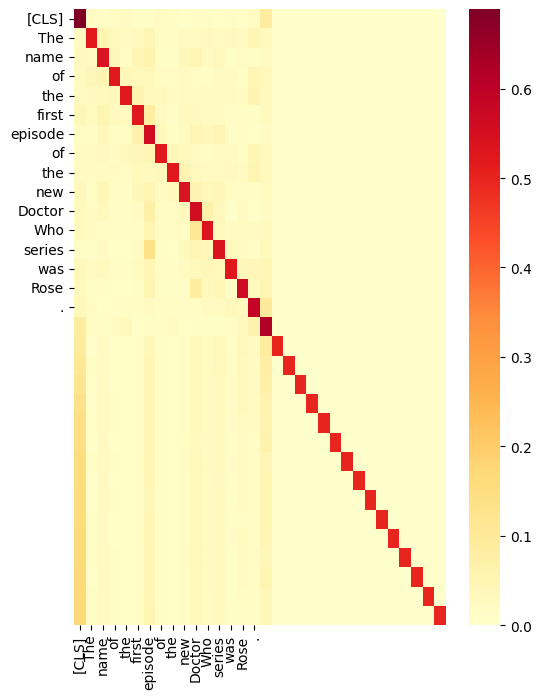 [CLS]
The
name
of
the
first
episode
of
the
new
Doctor
Who
series
was
Rose
.
0.6
0.5
0.4
0.3
0.2
0.1
0.0
[CLS]
The
name
of
the
first
episode
of
the
new
Doctor
Who
series
was
Rose
.